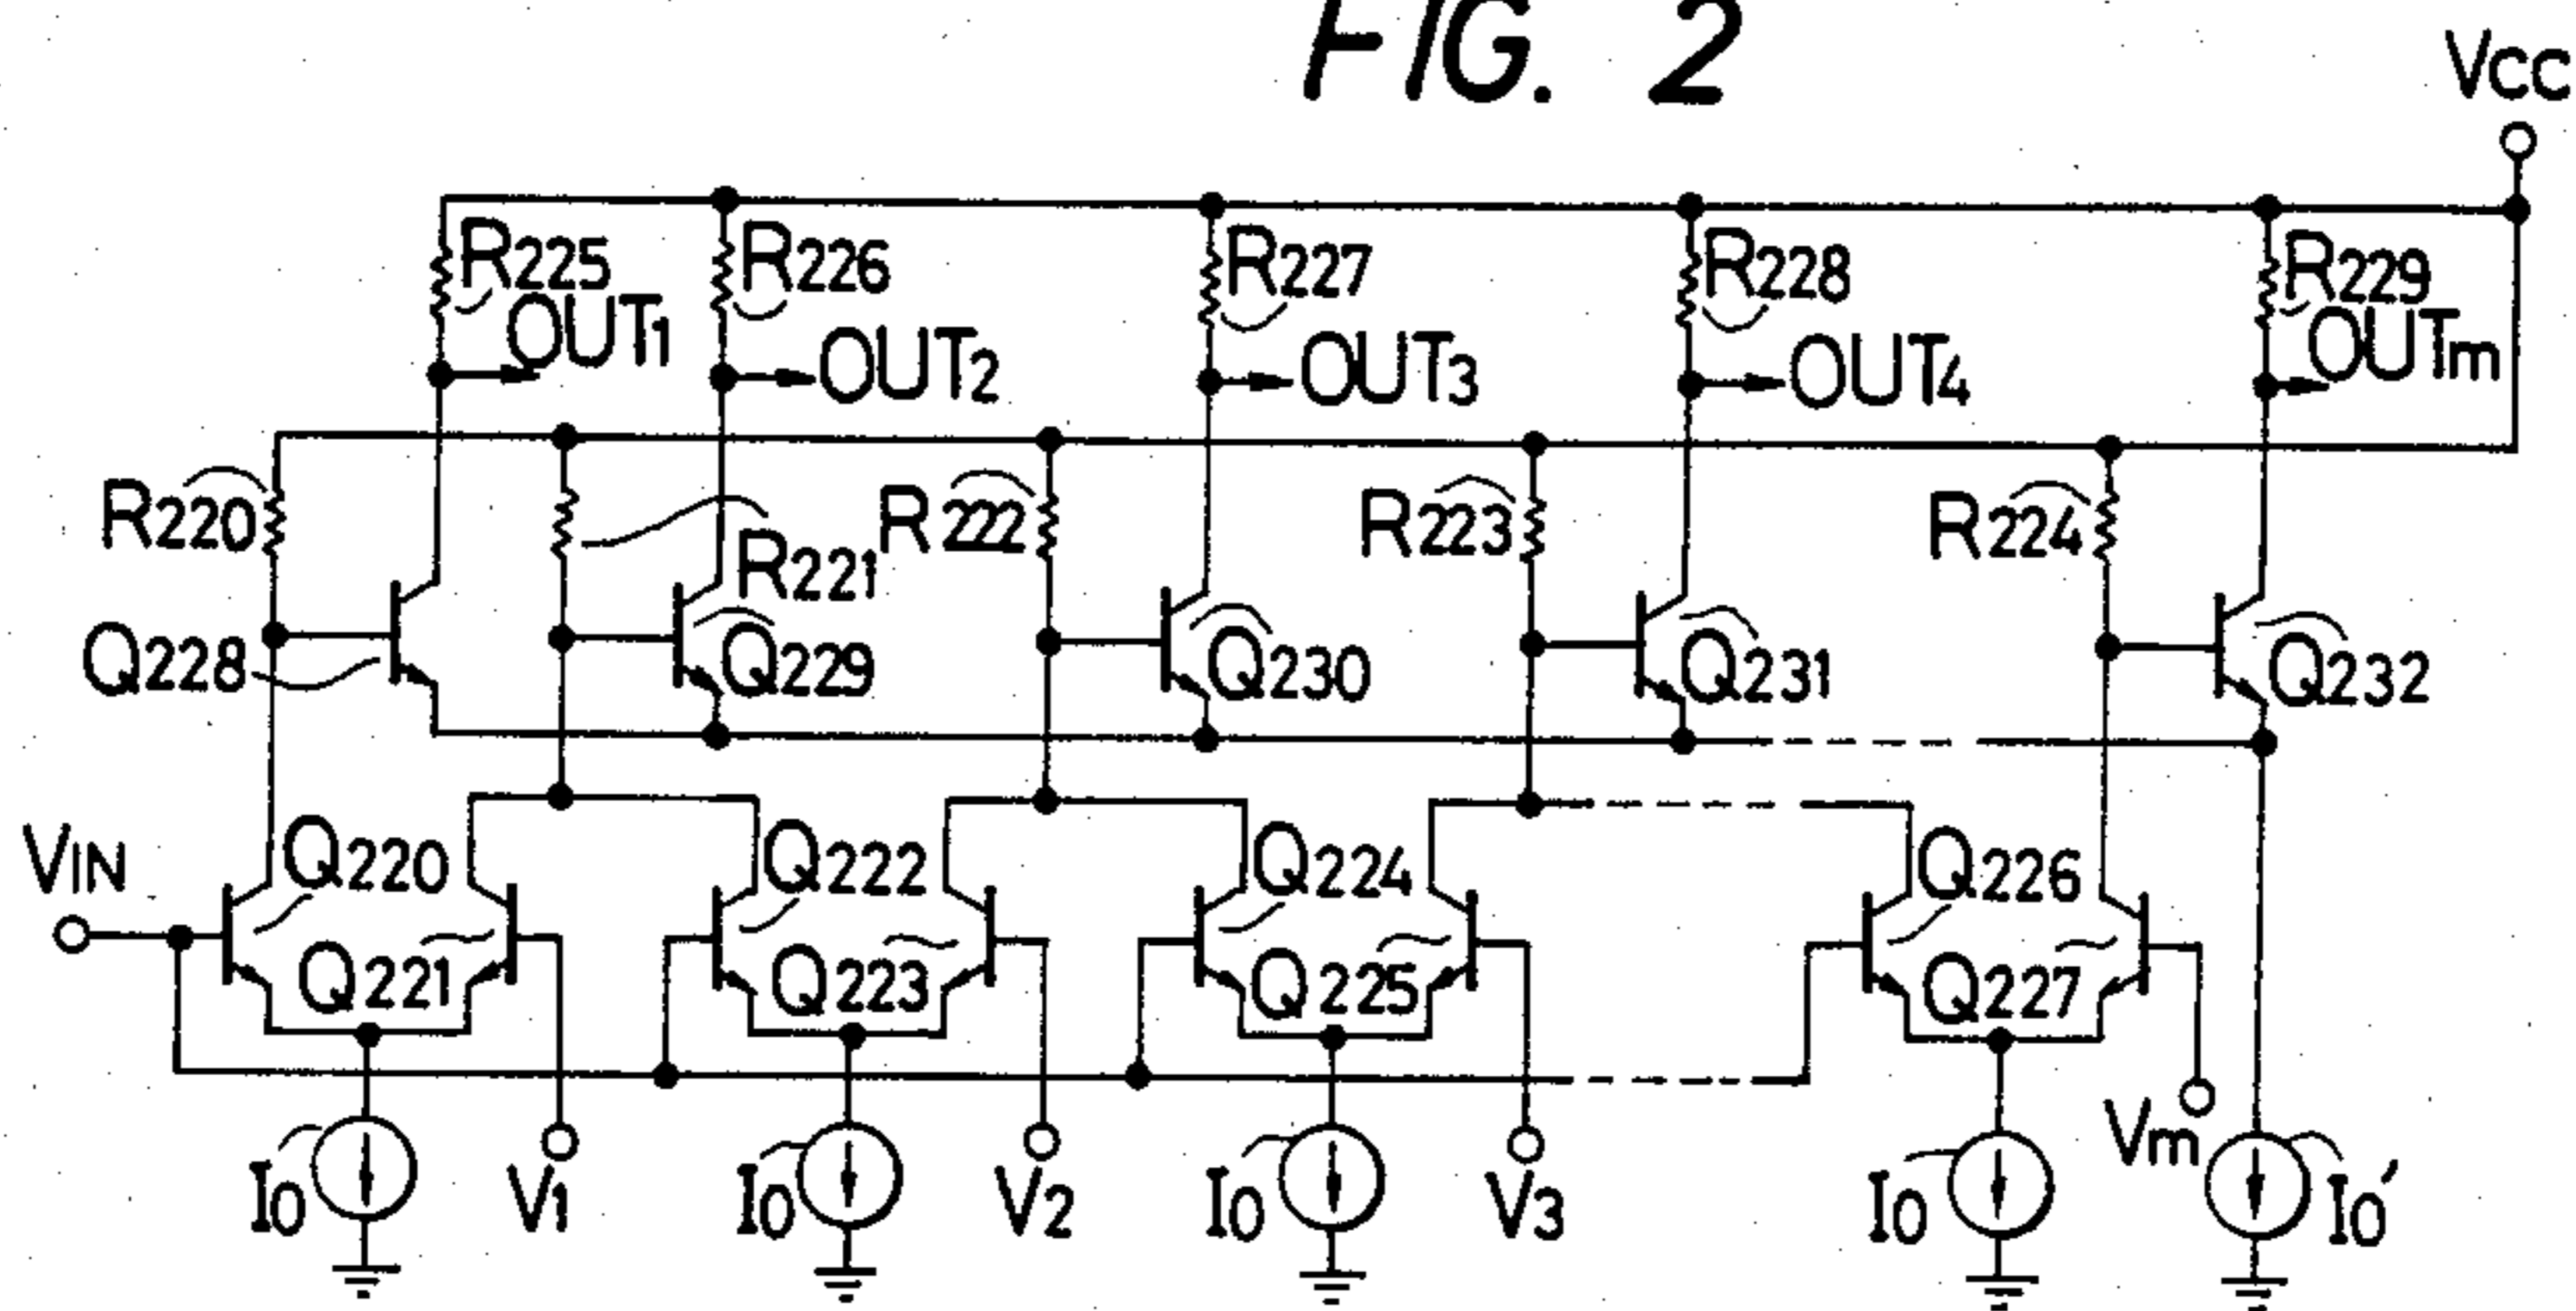 FIG. 2
VCC
R225 R226 R227 R228 R229
OUT1 OUT2 OUT3 OUT4 OUTm
R220 R221 R222 R223 R224
Q228 Q229 Q230 Q231 Q232
VIN Q220 Q222 Q224 Q226
Q221 Q223 Q225 Q227
I0 V1 I0 V2 I0 V3 I0 Vm I0'